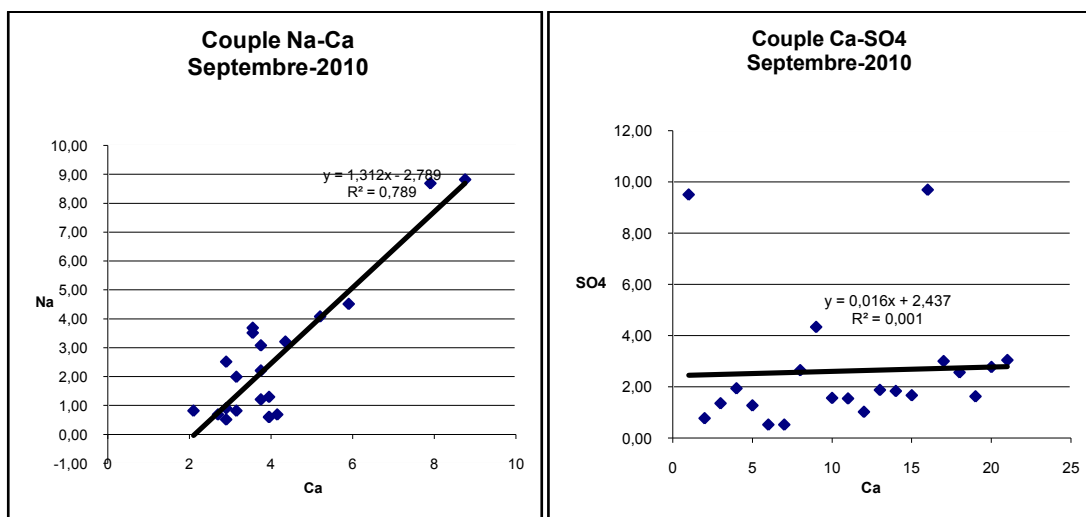 Couple Na-Ca
Septembre-2010
10,00
9,00
8,00
7,00
6,00
5,00
4,00
3,00
2,00
1,00
0,00
-1,00
Na
y = 1,312x - 2,789
R² = 0,789
0
2
4
6
8
10
Ca
Couple Ca-SO4
Septembre-2010
12,00
10,00
8,00
6,00
4,00
2,00
0,00
SO4
y = 0,016x + 2,437
R² = 0,001
0
5
10
15
20
25
Ca